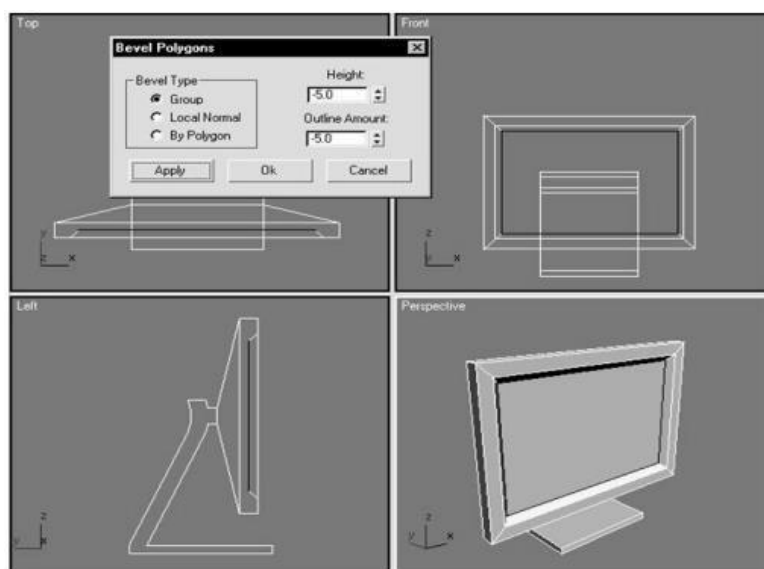 Top
Front
Bevel Polygons
Bevel Type
Group
Local Normal
By Polygon
Height:
-5.0
Outline Amount:
-5.0
Apply
Ok
Cancel
y
z
x
z
y
x
Left
Perspective
z
y
x
z
y
x